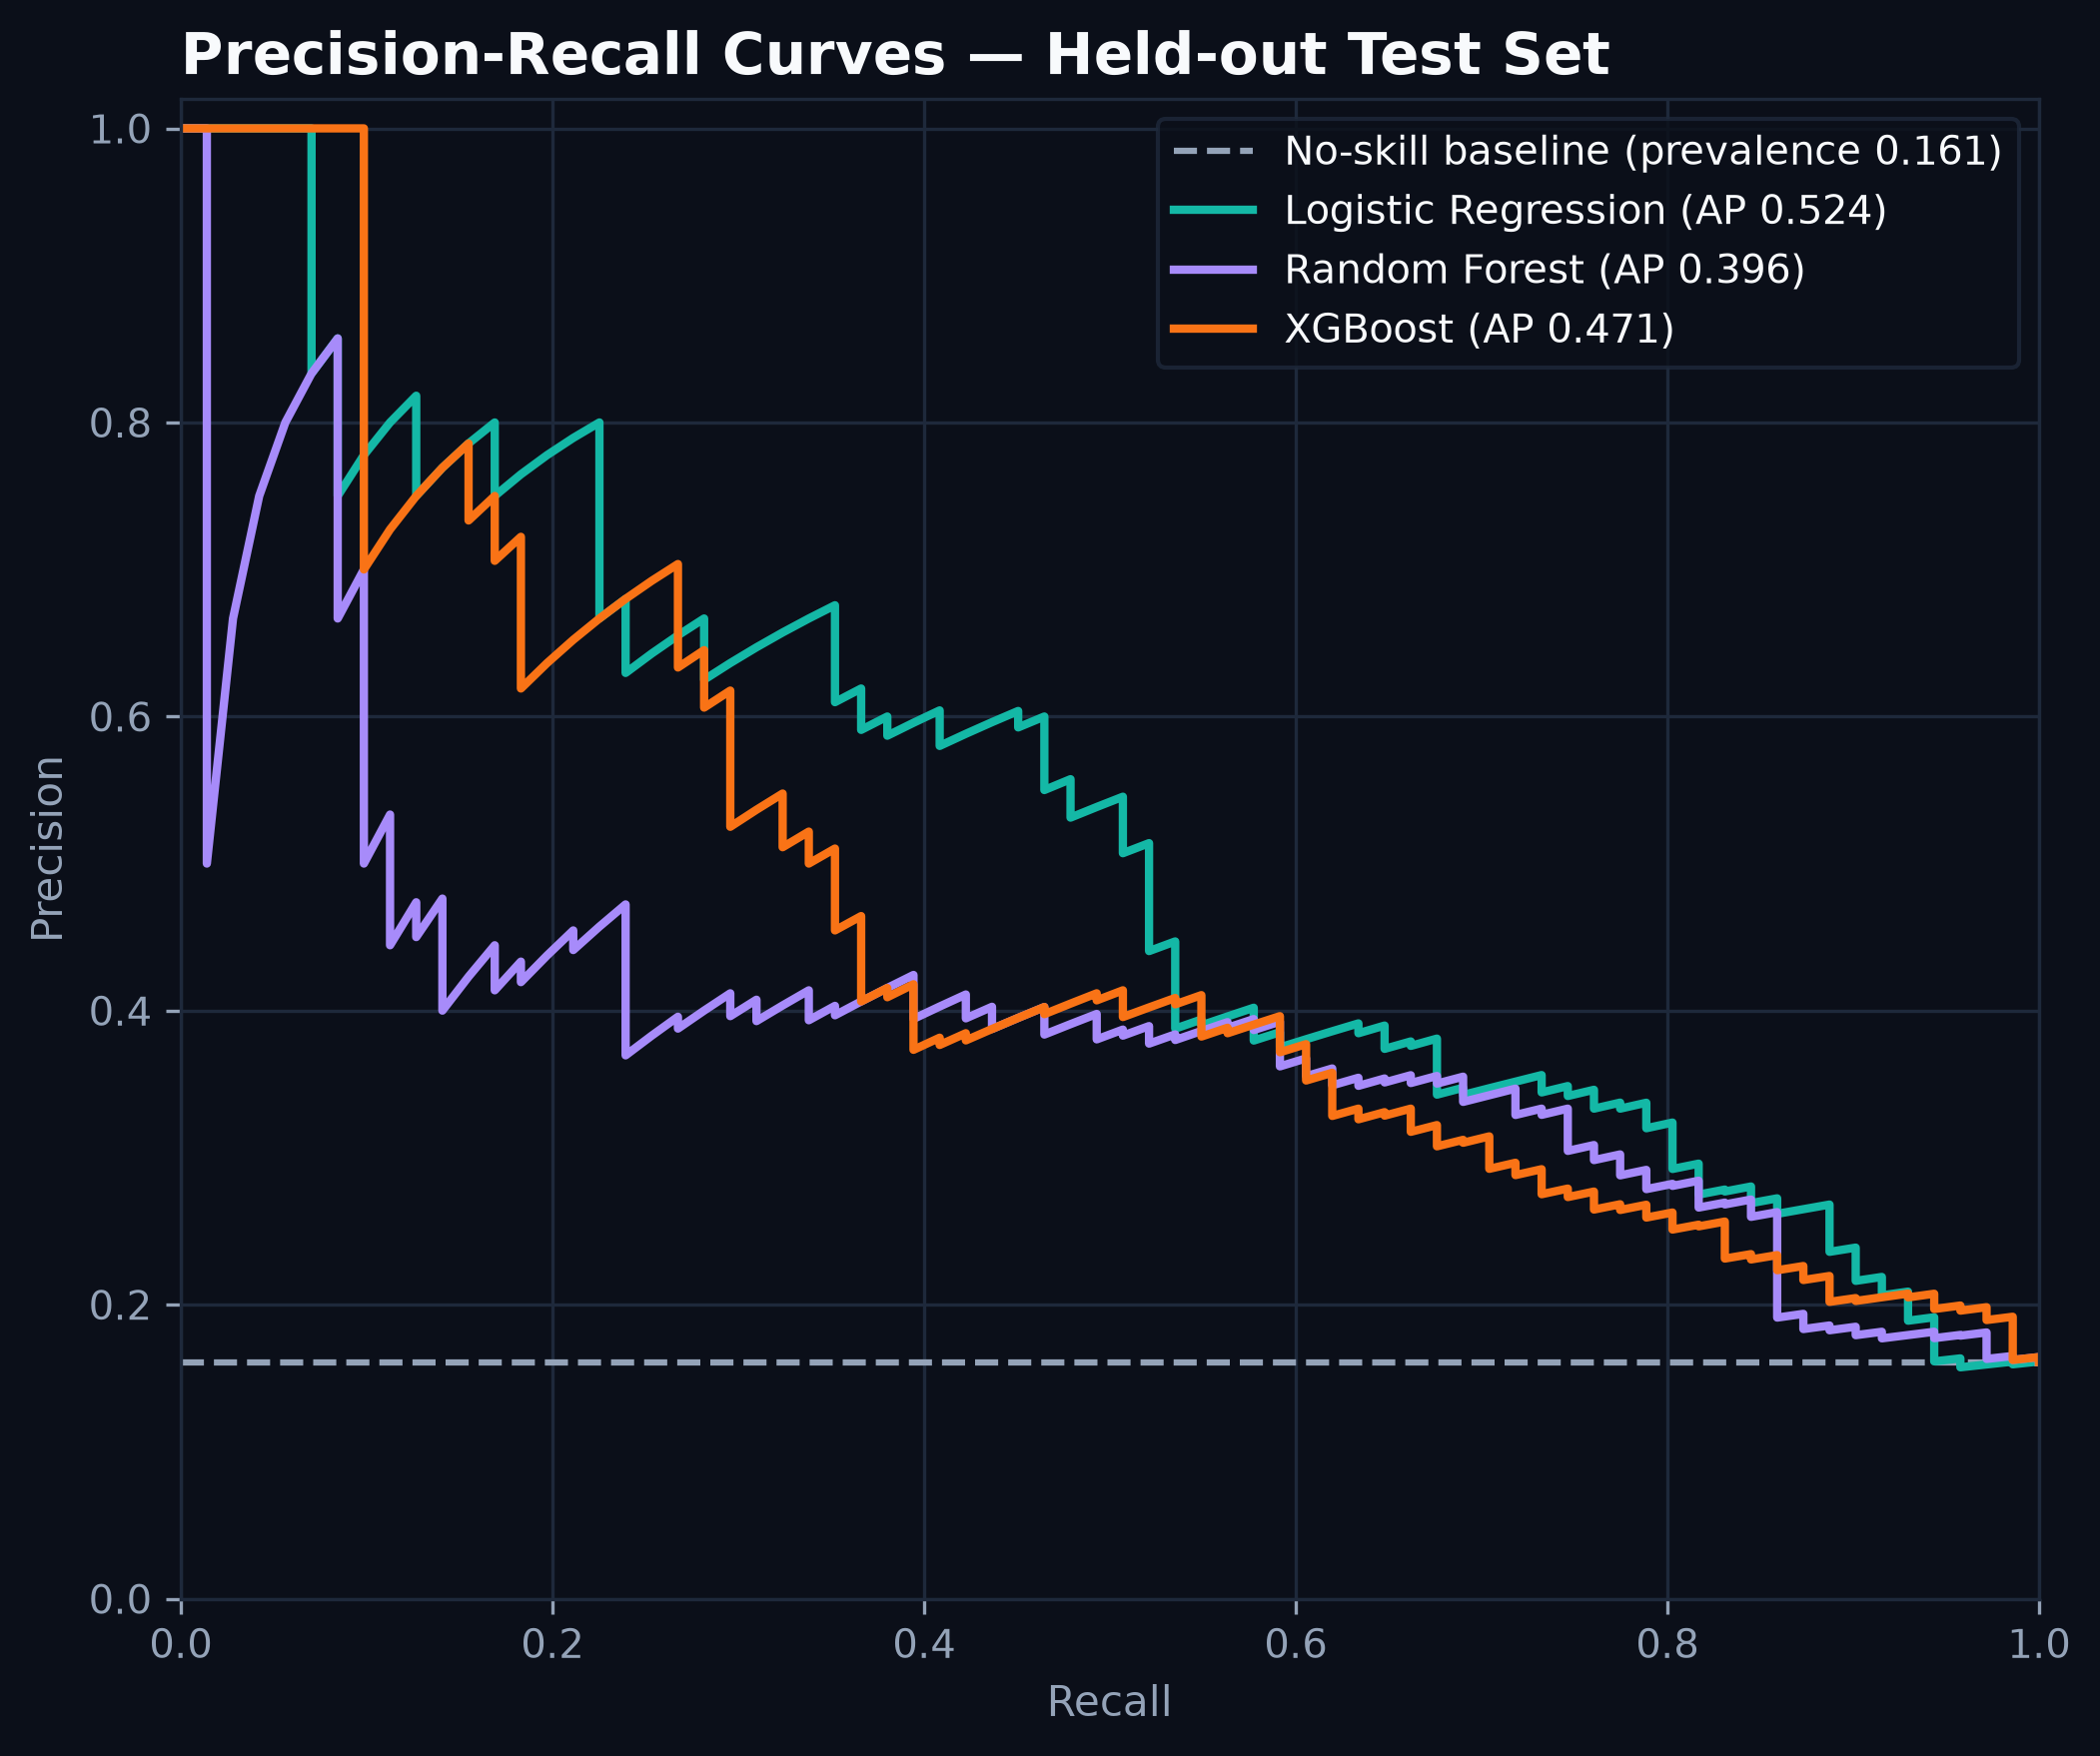 Precision-Recall Curves — Held-out Test Set
No-skill baseline (prevalence 0.161)
Logistic Regression (AP 0.524)
Random Forest (AP 0.396)
XGBoost (AP 0.471)
Precision
1.0
0.8
0.6
0.4
0.2
0.0
0.0 0.2 0.4 0.6 0.8 1.0
Recall